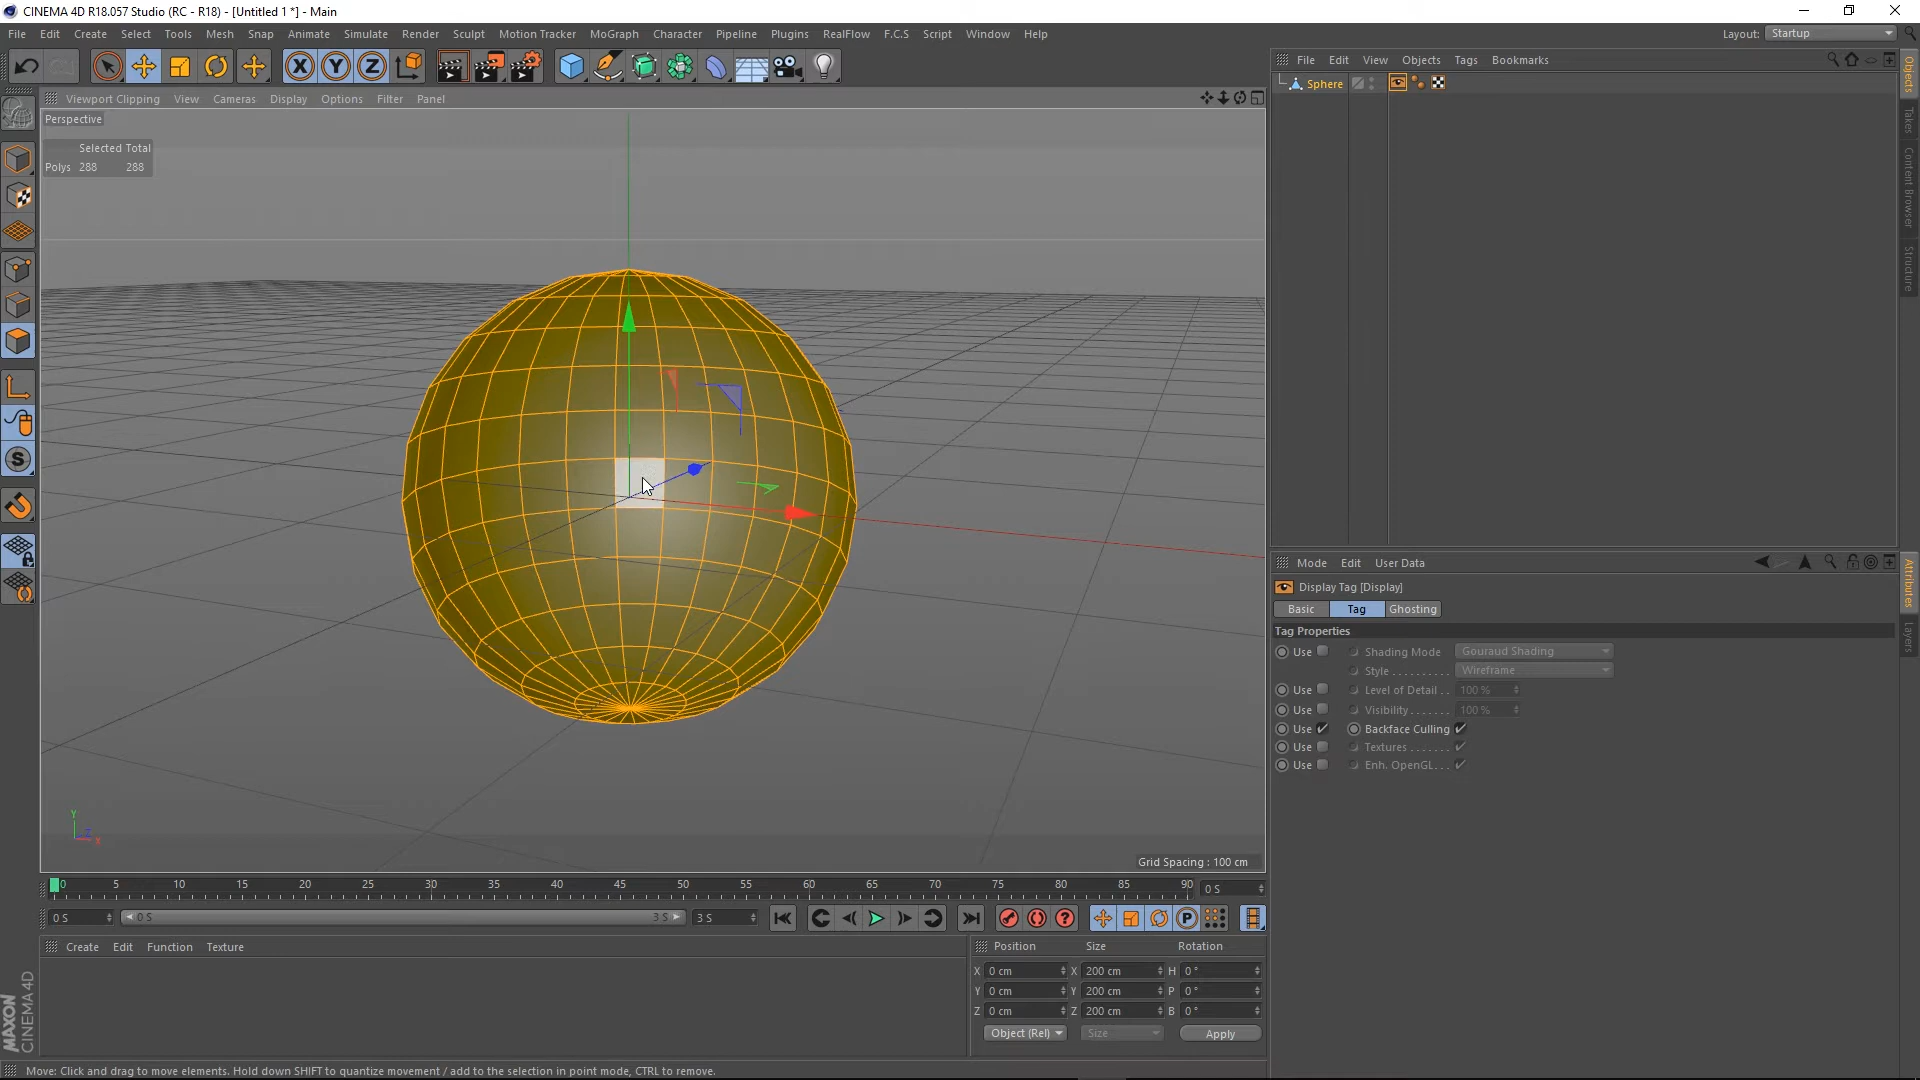 CINEMA 4D R18.057 Studio (RC - R18) - [Untitled 1 *] - Main
File Edit Create Select Tools Mesh Snap Animate Simulate Render Sculpt Motion Tracker MoGraph Character Pipeline Plugins RealFlow F.C.S Script Window Help
Layout: Startup
X Y Z
File Edit View Objects Tags Bookmarks
Sphere
Viewport Clipping View Cameras Display Options Filter Panel
Perspective
Selected Total
Polys 288 288
Objects
Takes
Content Browser
Structure
S
Y
Z
X
Grid Spacing : 100 cm
Mode Edit User Data
Display Tag [Display]
Basic Tag Ghosting
Tag Properties
Use Shading Mode Gouraud Shading
Style . . . . . . . . . . Wireframe
Use Level of Detail . . 100 %
Use Visibility . . . . . . . 100 %
Use Backface Culling
Use Textures . . . . . . .
Use Enh. OpenGL . . .
Attributes
Layers
0 5 10 15 20 25 30 35 40 45 50 55 60 65 70 75 80 85 90 0 S
0 S 0 S 3 S 3 S
? P
Create Edit Function Texture
Position Size Rotation
X 0 cm X 200 cm H 0 °
Y 0 cm Y 200 cm P 0 °
Z 0 cm Z 200 cm B 0 °
Object (Rel) Size Apply
MAXON
CINEMA 4D
Move: Click and drag to move elements. Hold down SHIFT to quantize movement / add to the selection in point mode, CTRL to remove.